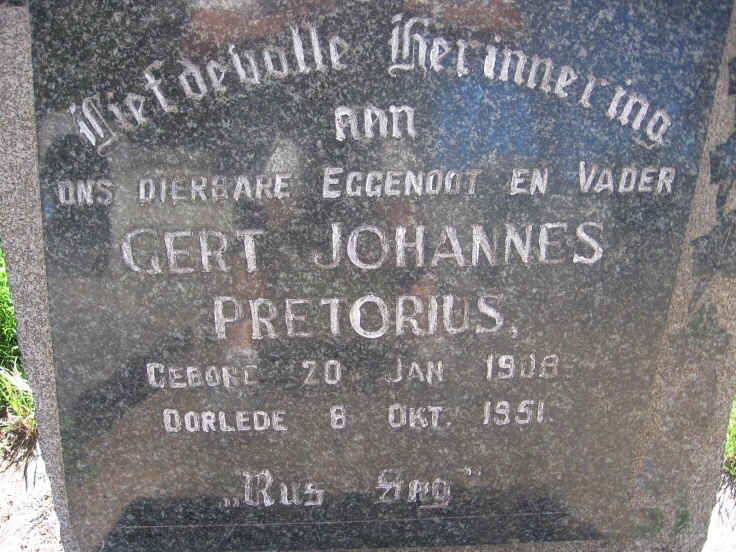 Liefdevolle Herinnering
AAN
ONS DIERBARE EGGENOOT EN VADER
GERT JOHANNES
PRETORIUS,
GEBORE 20 JAN 1908
OORLEDE 8 OKT. 1951.
„Rus Sag"